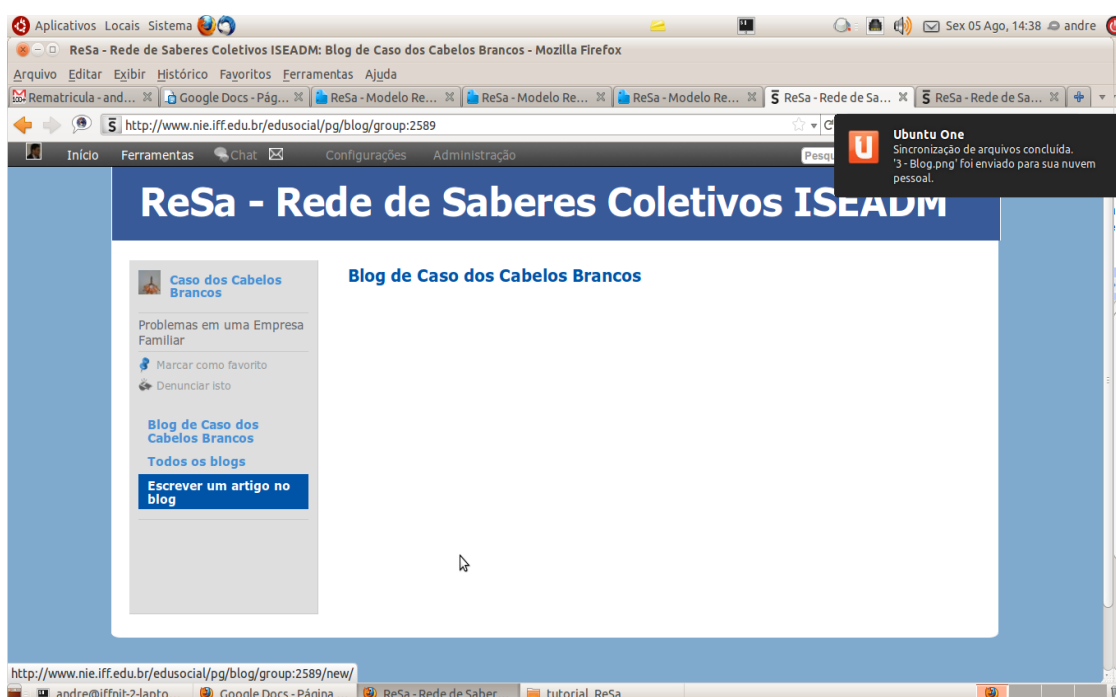 Aplicativos Locais Sistema
Sex 05 Ago, 14:38 andre
ReSa - Rede de Saberes Coletivos ISEADM: Blog de Caso dos Cabelos Brancos - Mozilla Firefox
Arquivo Editar Exibir Histórico Favoritos Ferramentas Ajuda
Rematricula - and... Google Docs - Pág... ReSa - Modelo Re... ReSa - Modelo Re... ReSa - Modelo Re... ReSa - Rede de Sa... ReSa - Rede de Sa...
http://www.nie.iff.edu.br/edusocial/pg/blog/group:2589
Ubuntu One
Sincronização de arquivos concluída.
'3 - Blog.png' foi enviado para sua nuvem
pessoal.
Início Ferramentas Chat Configurações Administração Pesqu
ReSa - Rede de Saberes Coletivos ISEADM
Caso dos Cabelos
Brancos
Problemas em uma Empresa
Familiar
Marcar como favorito
Denunciar isto
Blog de Caso dos
Cabelos Brancos
Todos os blogs
Escrever um artigo no
blog
Blog de Caso dos Cabelos Brancos
http://www.nie.iff.edu.br/edusocial/pg/blog/group:2589/new/
andre@iffnit-2-lapto... Google Docs - Página... ReSa - Rede de Saber... tutorial_ReSa